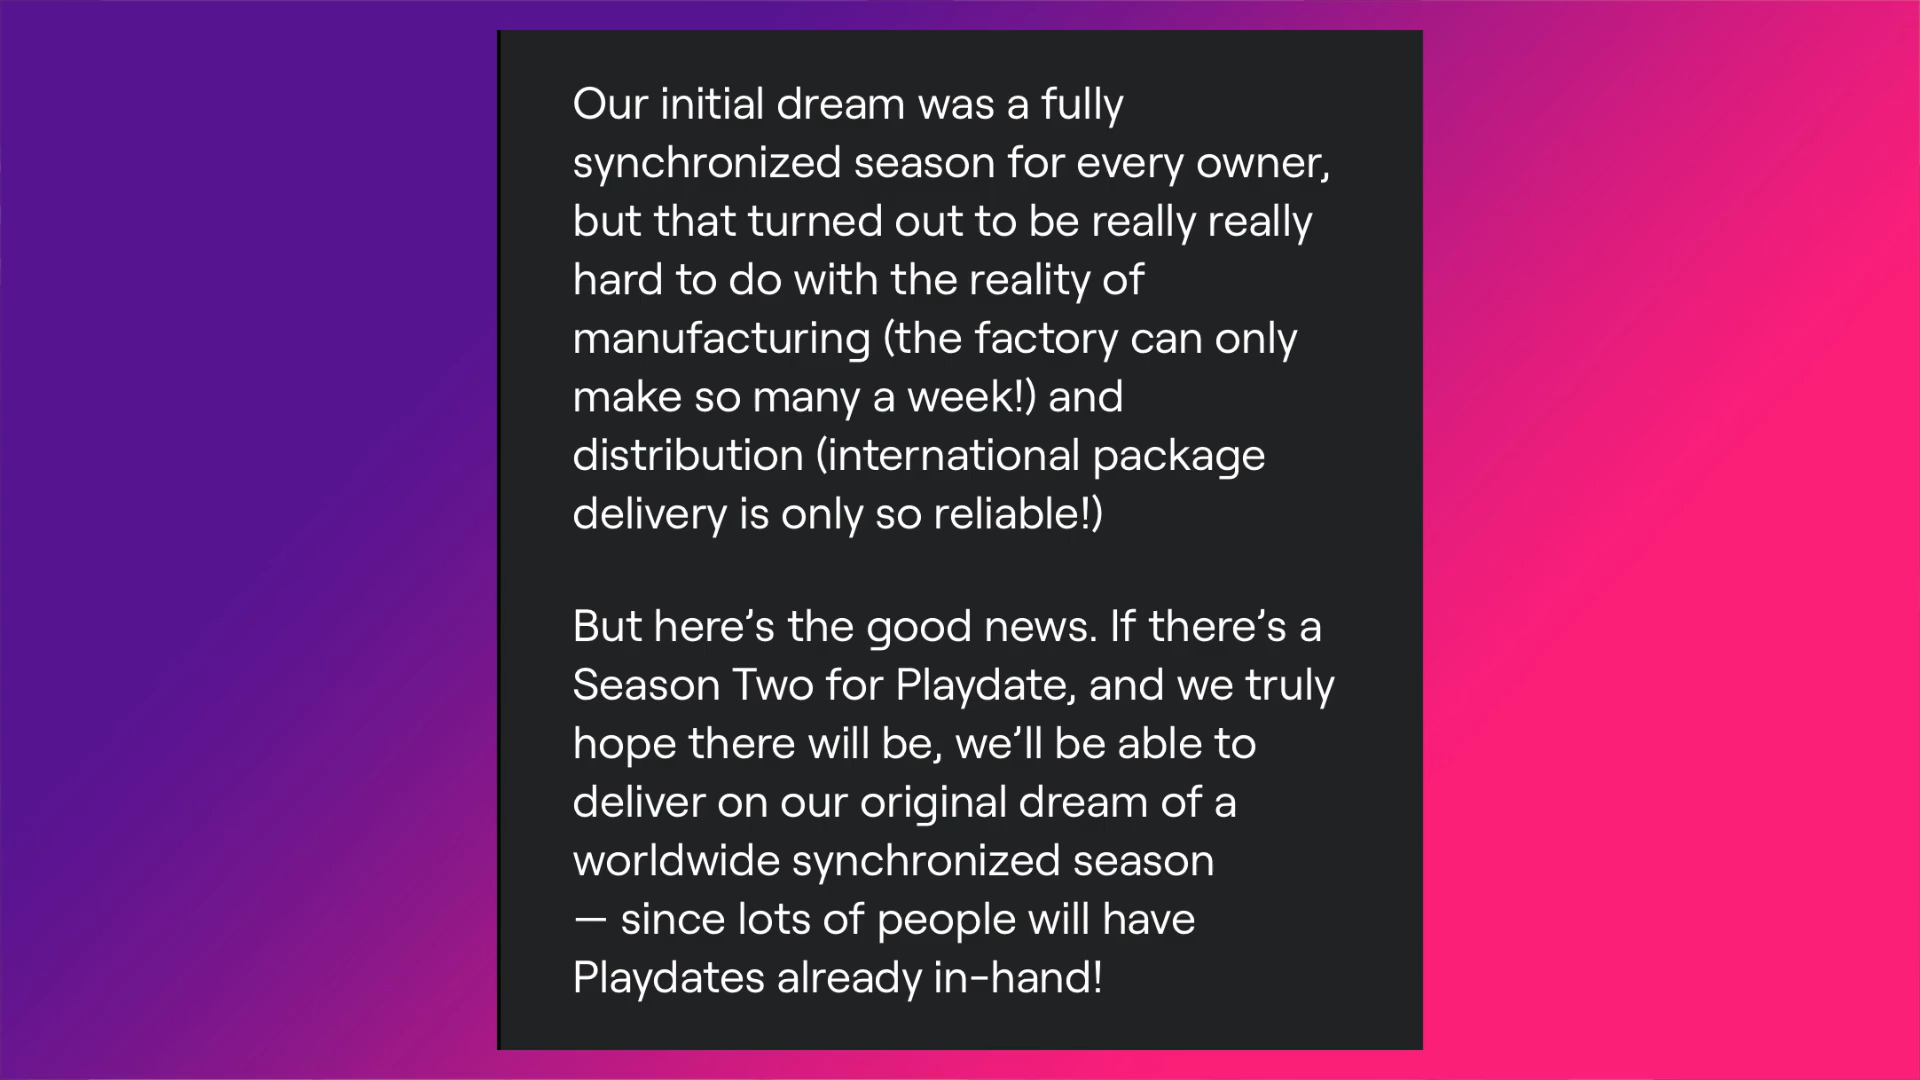 Our initial dream was a fully
synchronized season for every owner,
but that turned out to be really really
hard to do with the reality of
manufacturing (the factory can only
make so many a week!) and
distribution (international package
delivery is only so reliable!)
But here’s the good news. If there’s a
Season Two for Playdate, and we truly
hope there will be, we’ll be able to
deliver on our original dream of a
worldwide synchronized season
— since lots of people will have
Playdates already in-hand!